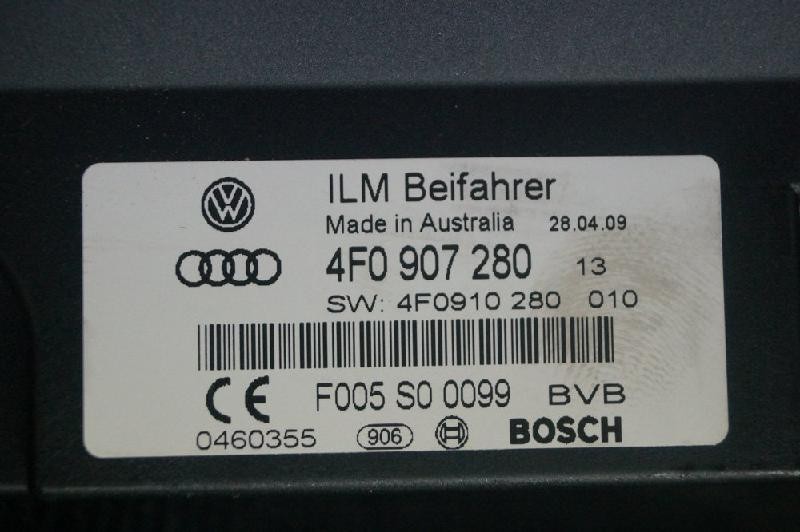 ILM Beifahrer
Made in Australia 28.04.09
4F0 907 280 13
SW: 4F0910 280 010
CE F005 S0 0099 BVB
0460355 906 BOSCH